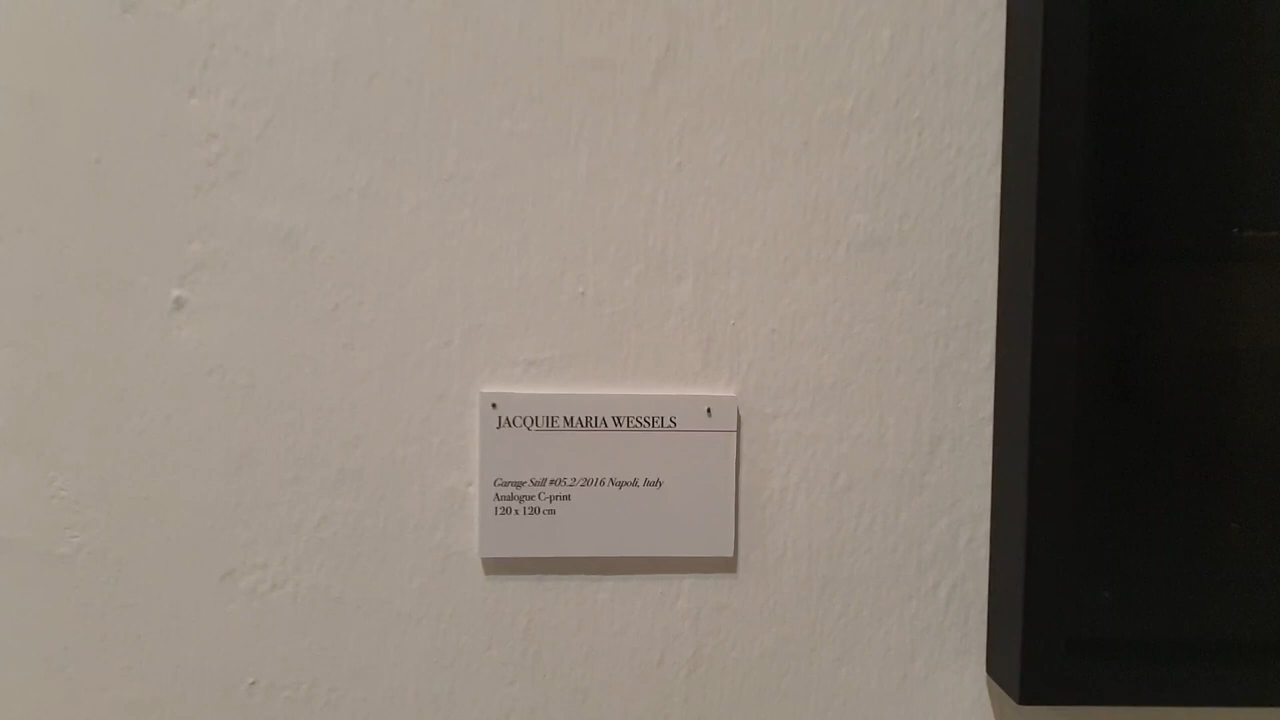 JACQUIE MARIA WESSELS
Garage Still #05.2/2016 Napoli, Italy
Analogue C-print
120 x 120 cm